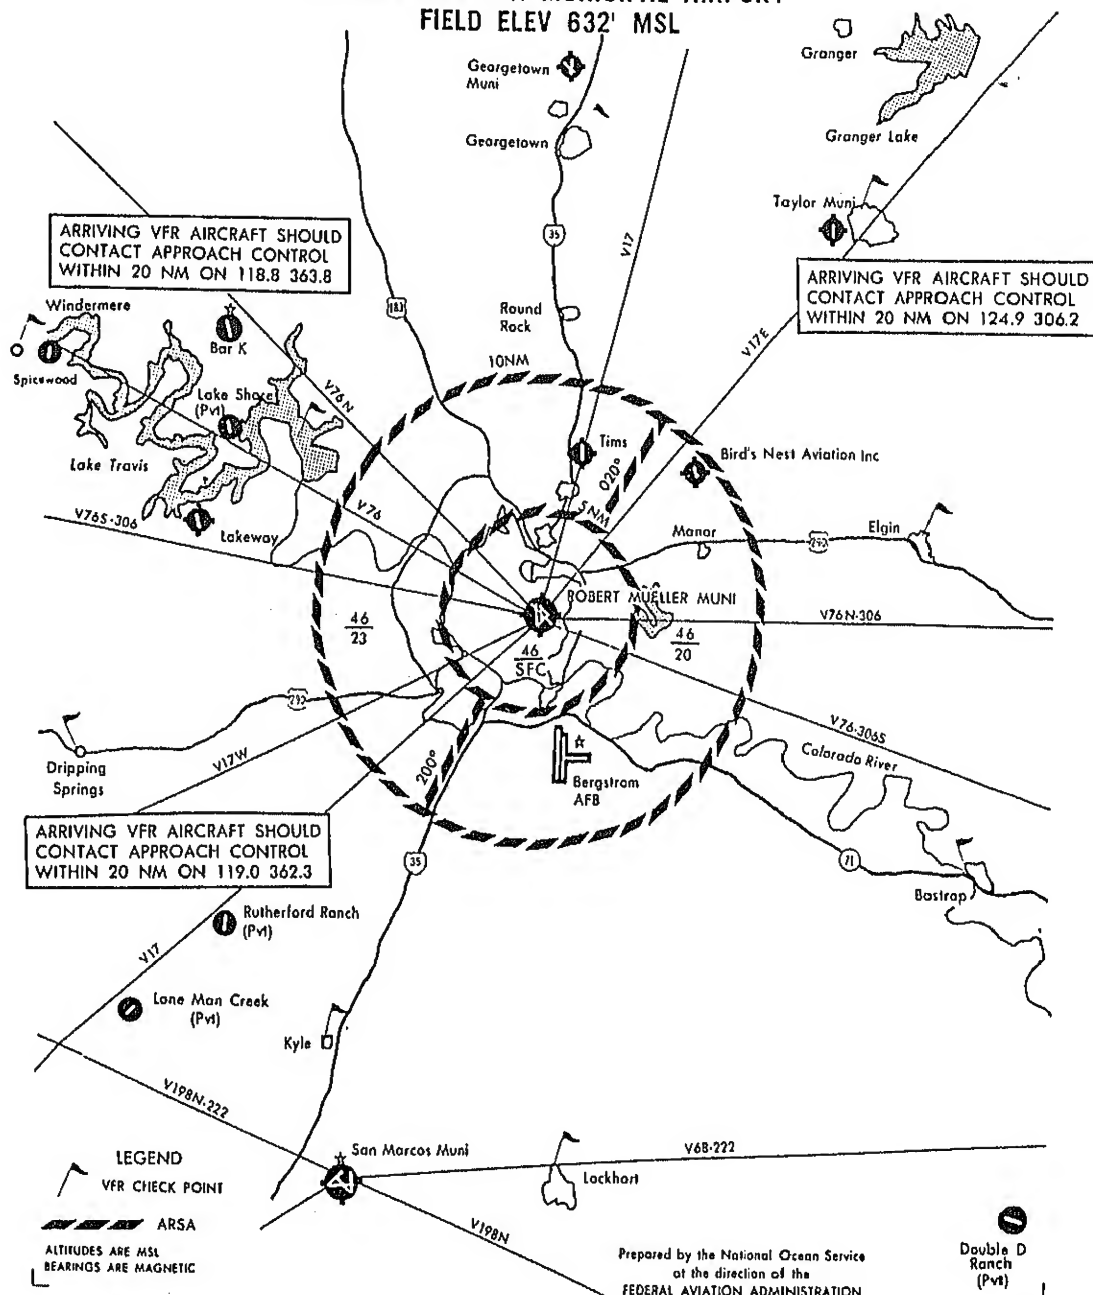 MEMORIAL AIRPORT
FIELD ELEV 632' MSL
Georgetown
Muni
Granger
Georgetown
Granger Lake
Taylor Muni
35
V17
ARRIVING VFR AIRCRAFT SHOULD
CONTACT APPROACH CONTROL
WITHIN 20 NM ON 118.8 363.8
ARRIVING VFR AIRCRAFT SHOULD
CONTACT APPROACH CONTROL
WITHIN 20 NM ON 124.9 306.2
183
Windermere
Bar K
Round
Rock
V17E
Spicewood
10NM
V76N
Lake Shore
(Pvt)
Tims
Bird's Nest Aviation Inc
Lake Travis
020°
V76
5NM
V76S-306
Lakeway
Manor
290
Elgin
ROBERT MUELLER MUNI
46
23
V76N-306
46
20
46
SFC
290
V76-306S
Dripping
Springs
V17W
200°
Bergstrom
AFB
Colorado River
ARRIVING VFR AIRCRAFT SHOULD
CONTACT APPROACH CONTROL
WITHIN 20 NM ON 119.0 362.3
35
71
Bastrop
Rutherford Ranch
(Pvt)
V17
Lone Man Creek
(Pvt)
Kyle
V198N-222
San Marcos Muni
V68-222
LEGEND
VFR CHECK POINT
Lockhart
ARSA
V198N
ALTITUDES ARE MSL
BEARINGS ARE MAGNETIC
Prepared by the National Ocean Service
at the direction of the
FEDERAL AVIATION ADMINISTRATION
Double D
Ranch
(Pvt)